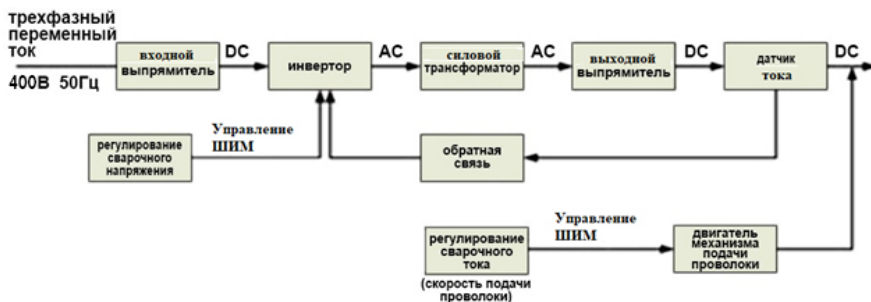 трехфазный
переменный
ток
400В 50Гц
входной
выпрямитель
DC
инвертор
AC
силовой
трансформатор
AC
выходной
выпрямитель
DC
датчик
тока
DC
регулирование
сварочного
напряжения
Управление
ШИМ
обратная
связь
регулирование
сварочного
тока
(скорость подачи
проволоки)
Управление
ШИМ
двигатель
механизма
подачи
проволоки